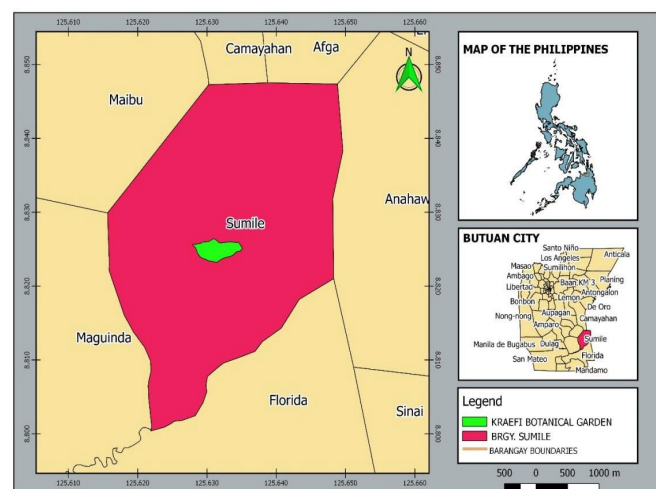 125.610 125.620 125.630 125.640 125.650 125.660
8.850 8.840 8.830 8.820 8.810 8.800
Camayahan
Afga
Maibu
Anahaw
Sumile
Maguinda
Florida
Sinai
N
8.850 8.840 8.830 8.820 8.810 8.800
125.610 125.620 125.630 125.640 125.650 125.660
MAP OF THE PHILIPPINES
BUTUAN CITY
Santo Niño
Los Angeles
Anticala
Masao
Sumilihon
Ambago
Baan KM 3
Pianing
Libertao
Antongalon
Bonbon
Lemon
De Oro
Nong-nong
Aupagan
Camayahan
Amparo
Sumile
Manila de Bugabus
Dulag
San Mateo
Florida
Mandamo
Legend
KRAEFI BOTANICAL GARDEN
BRGY. SUMILE
BARANGAY BOUNDARIES
500 0 500 1000 m